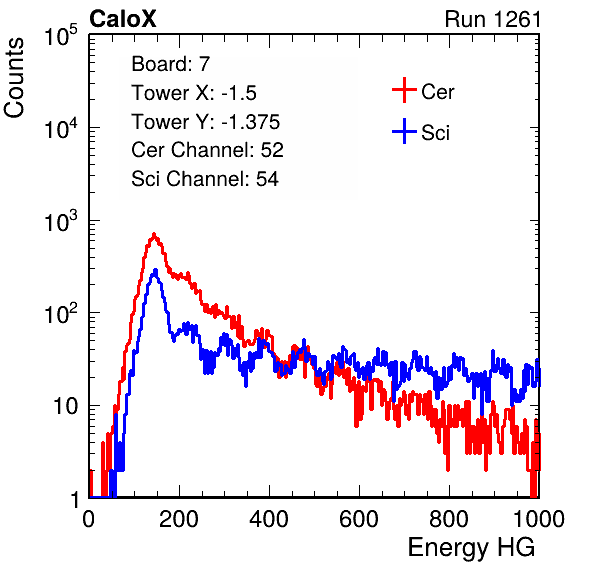 CaloX Run 1261
Counts
Board: 7
Tower X: -1.5
Tower Y: -1.375
Cer Channel: 52
Sci Channel: 54
Cer
Sci
10^5
10^4
10^3
10^2
10
1
0 200 400 600 800 1000
Energy HG